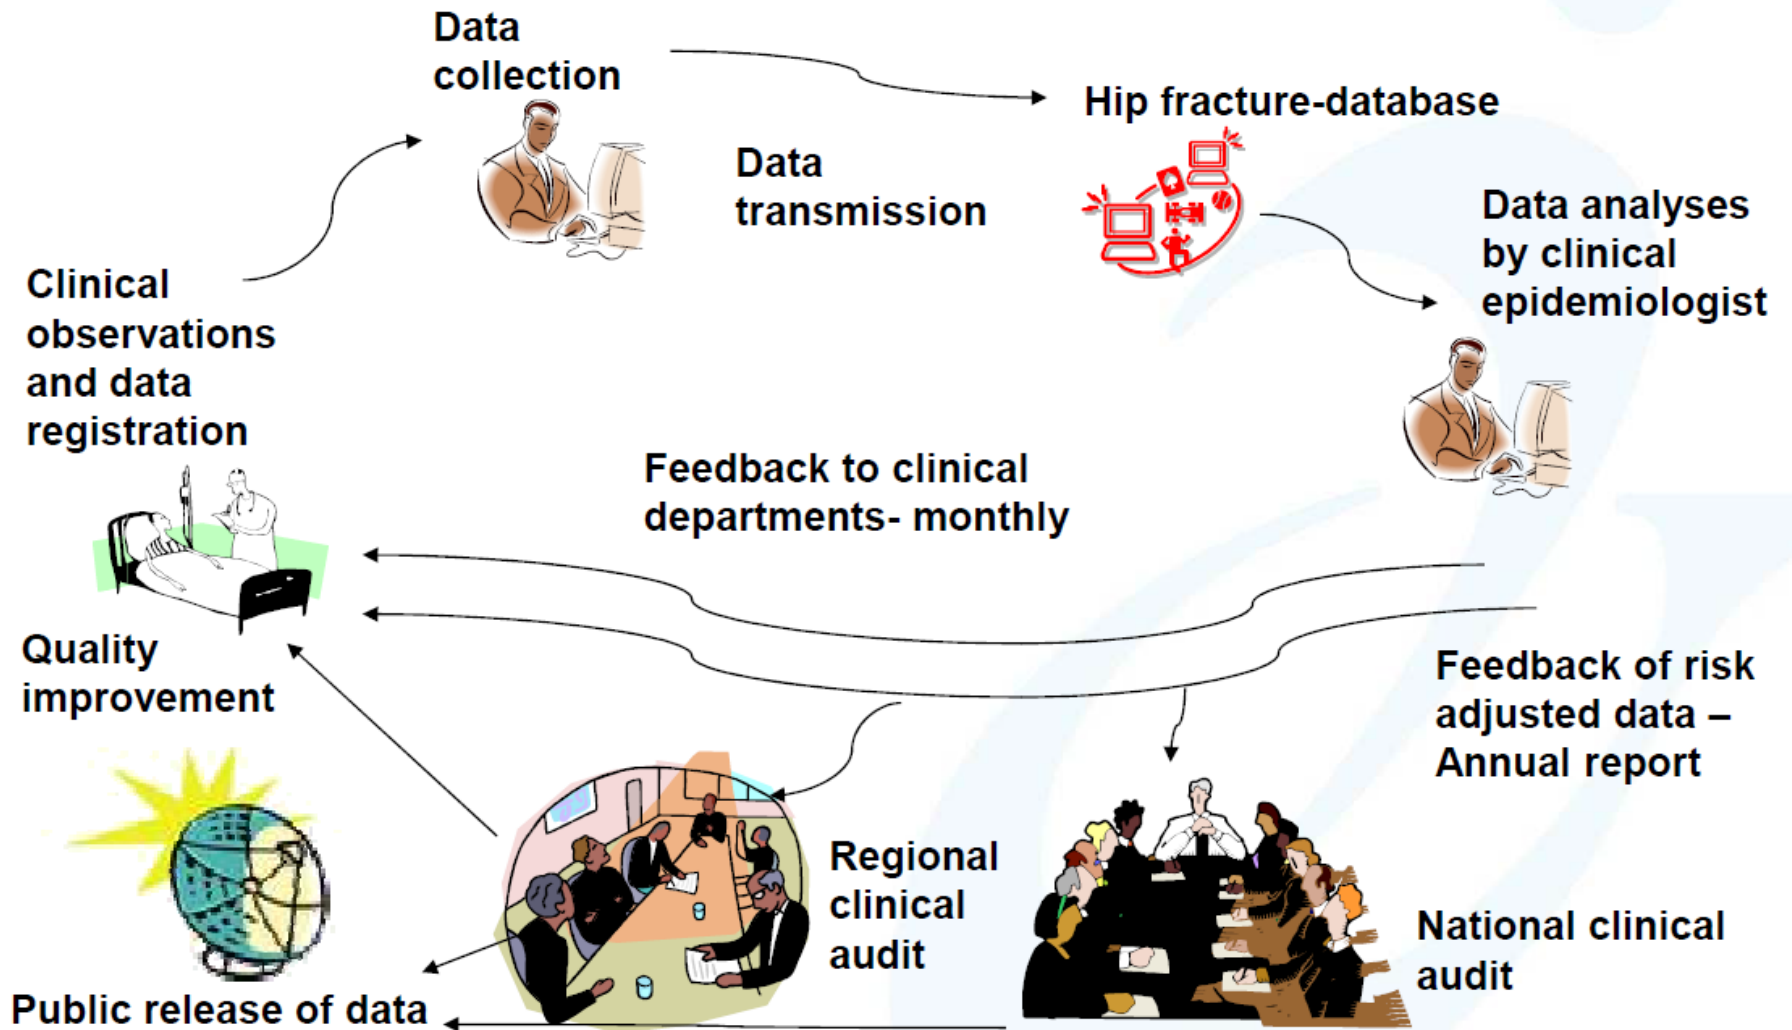 Data
collection
Hip fracture-database
Data
transmission
Data analyses
by clinical
epidemiologist
Clinical
observations
and data
registration
Feedback to clinical
departments- monthly
Quality
improvement
Feedback of risk
adjusted data –
Annual report
Regional
clinical
audit
National clinical
audit
Public release of data